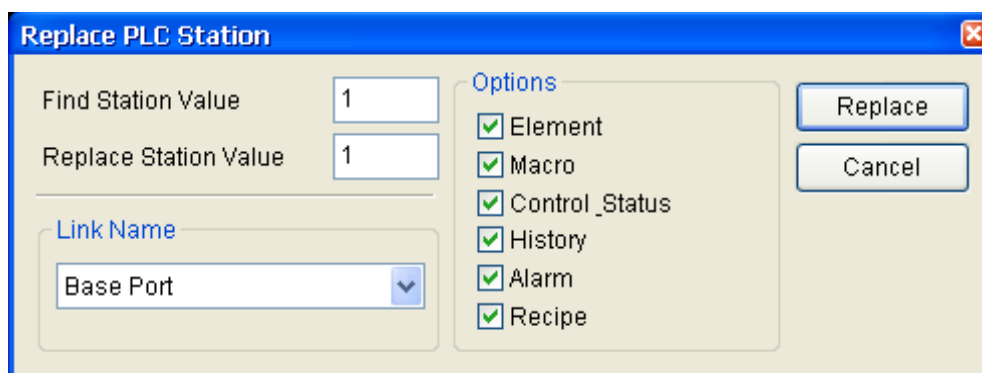 Replace PLC Station
Find Station Value 1
Replace Station Value 1
Link Name
Base Port
Options
Element
Macro
Control _Status
History
Alarm
Recipe
Replace
Cancel